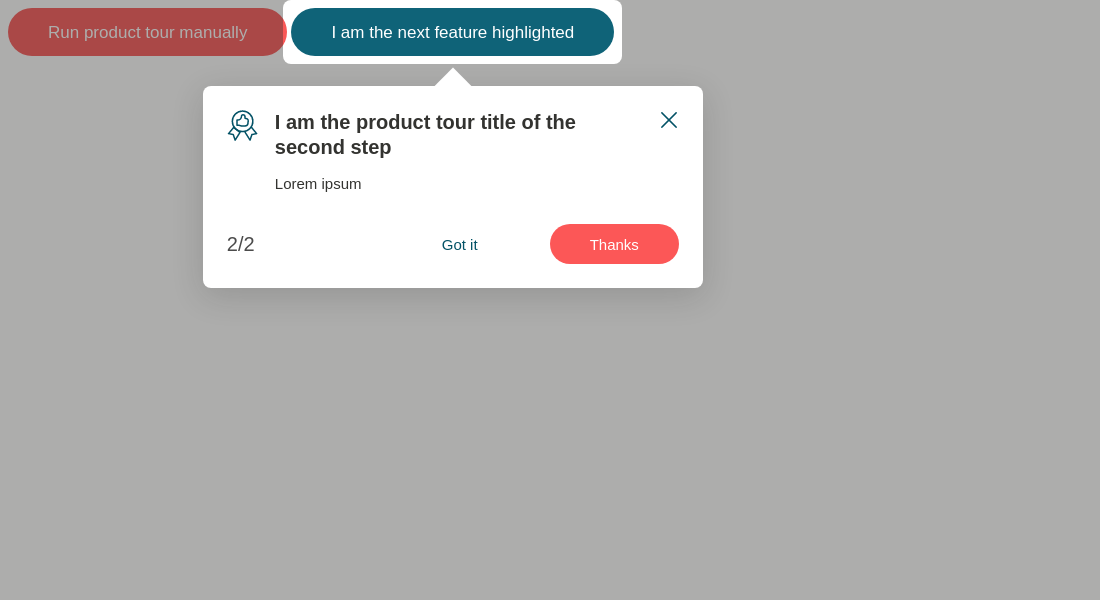 Run product tour manually
I am the next feature highlighted
I am the product tour title of the
second step
Lorem ipsum
2/2
Got it
Thanks